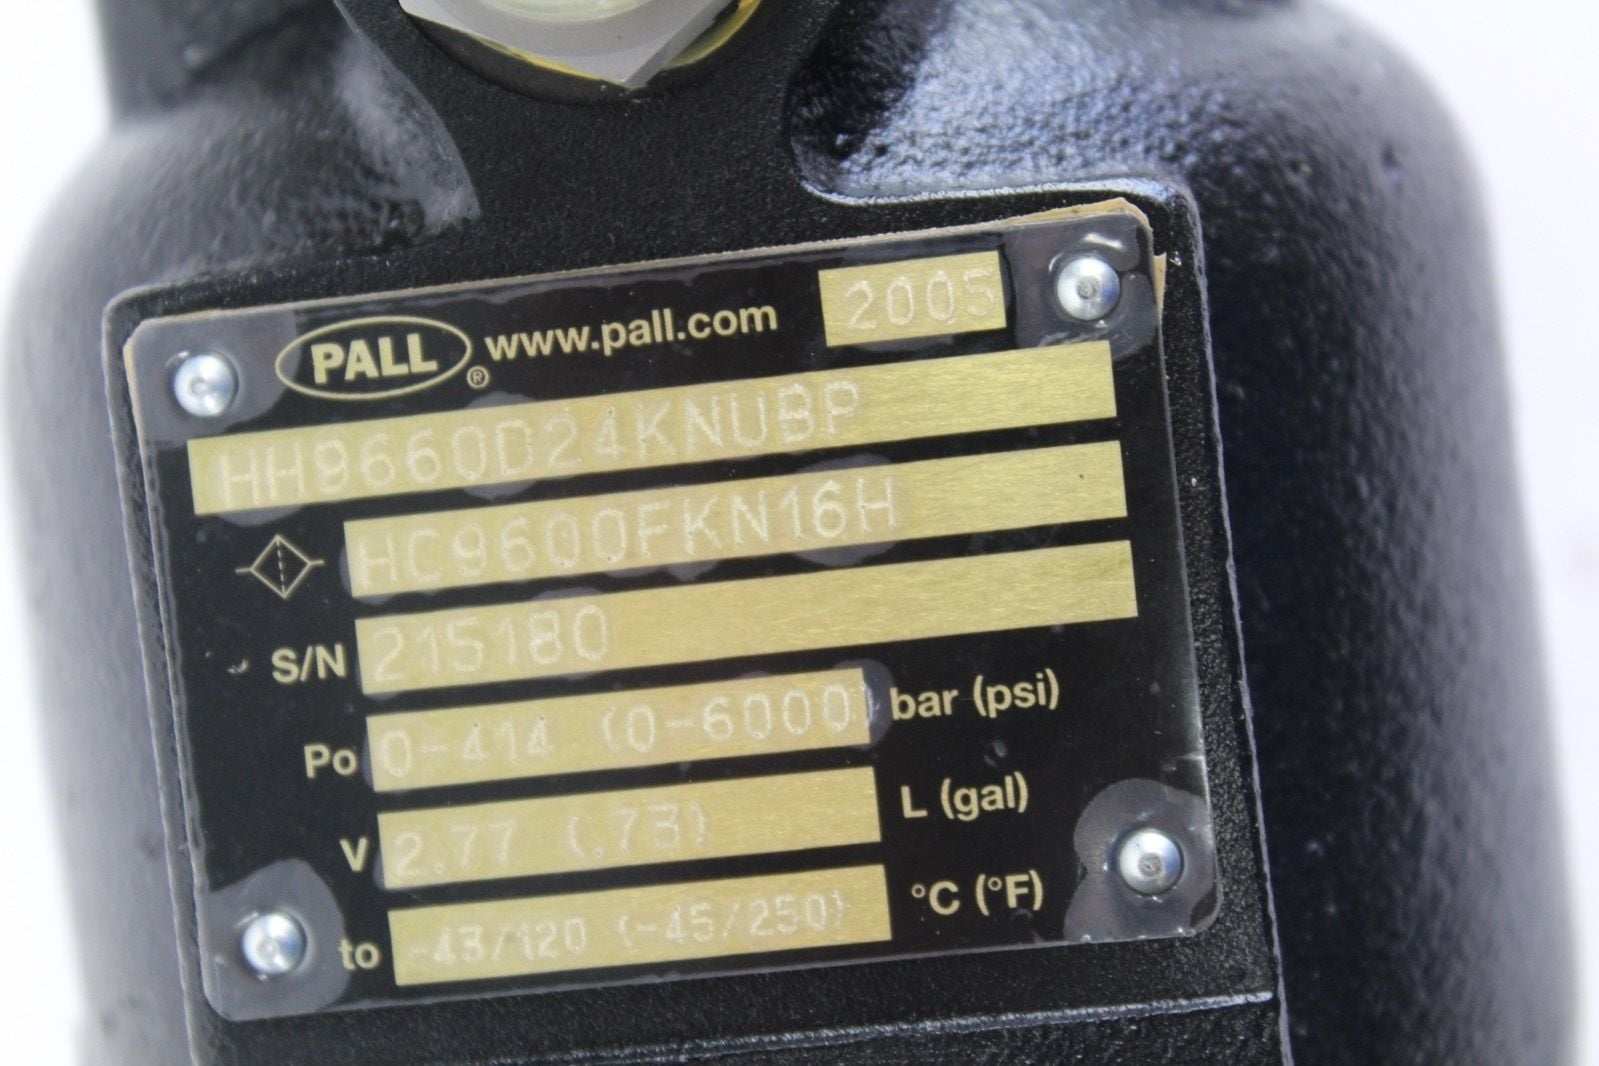 PALL ® www.pall.com 2005
HH9660D24KNUBP
HC9600FKN16H
S/N 215180
Po 0-414 (0-6000) bar (psi)
V 2.77 (.73) L (gal)
to -43/120 (-45/250) °C (°F)